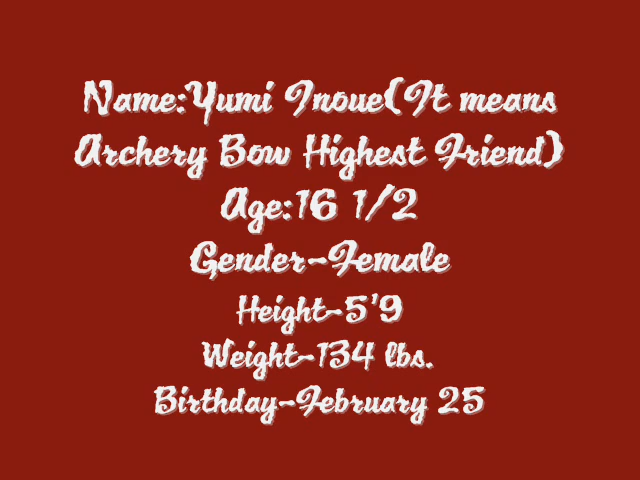 Name:Yumi Inoue(It means
Archery Bow Highest Friend)
Age:16 1/2
Gender-Female
Height-5'9
Weight-134 lbs.
Birthday-February 25